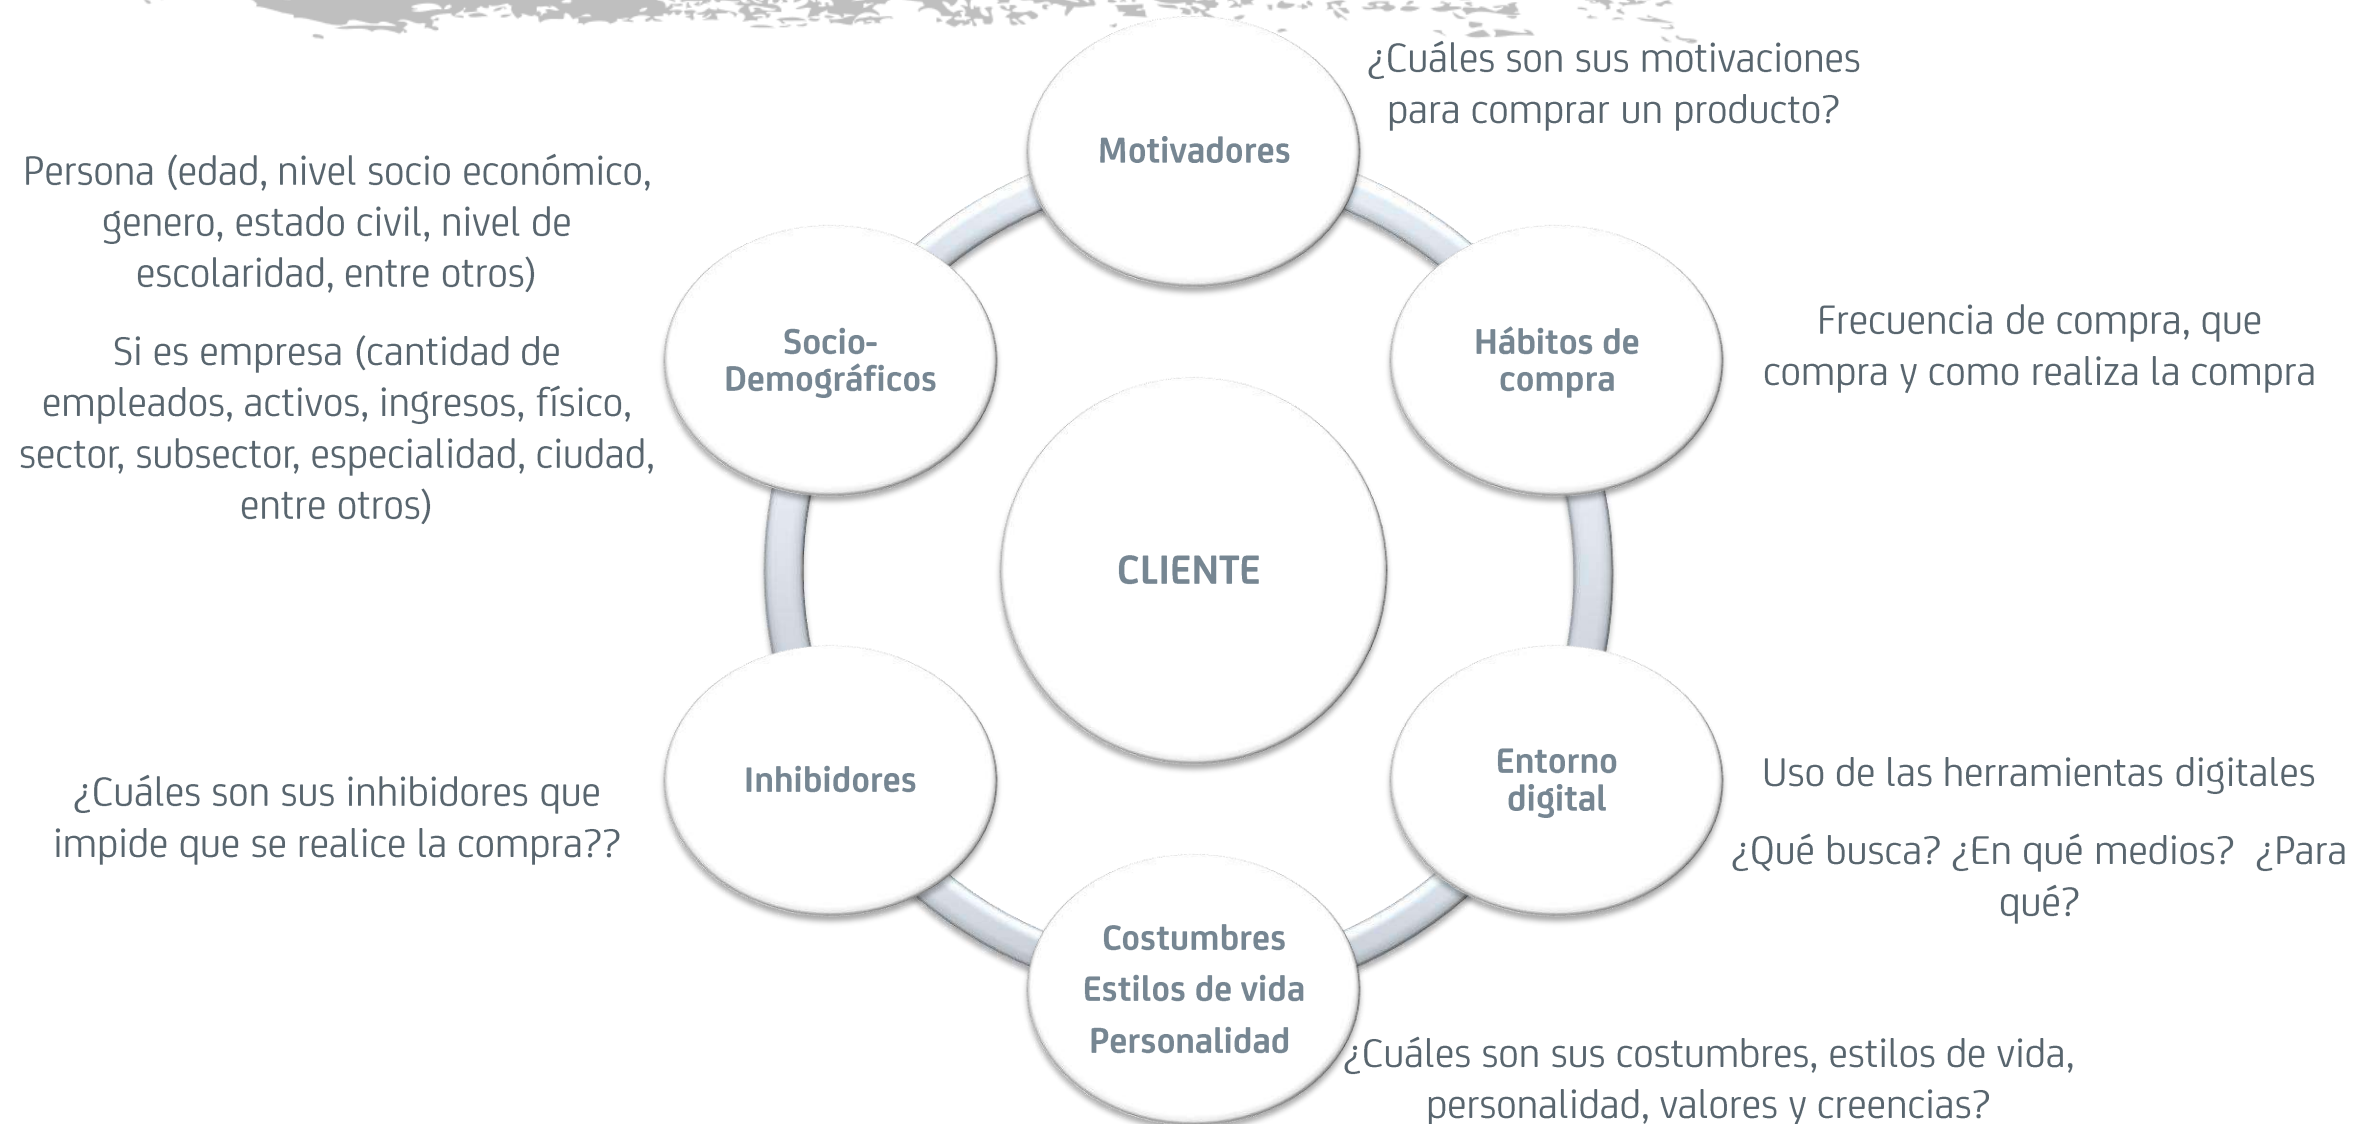 ¿Cuáles son sus motivaciones
para comprar un producto?
Motivadores
Persona (edad, nivel socio económico,
genero, estado civil, nivel de
escolaridad, entre otros)
Si es empresa (cantidad de
empleados, activos, ingresos, físico,
sector, subsector, especialidad, ciudad,
entre otros)
Socio-
Demográficos
Hábitos de
compra
Frecuencia de compra, que
compra y como realiza la compra
CLIENTE
¿Cuáles son sus inhibidores que
impide que se realice la compra??
Inhibidores
Entorno
digital
Uso de las herramientas digitales
¿Qué busca? ¿En qué medios?  ¿Para
qué?
Costumbres
Estilos de vida
Personalidad
¿Cuáles son sus costumbres, estilos de vida,
personalidad, valores y creencias?